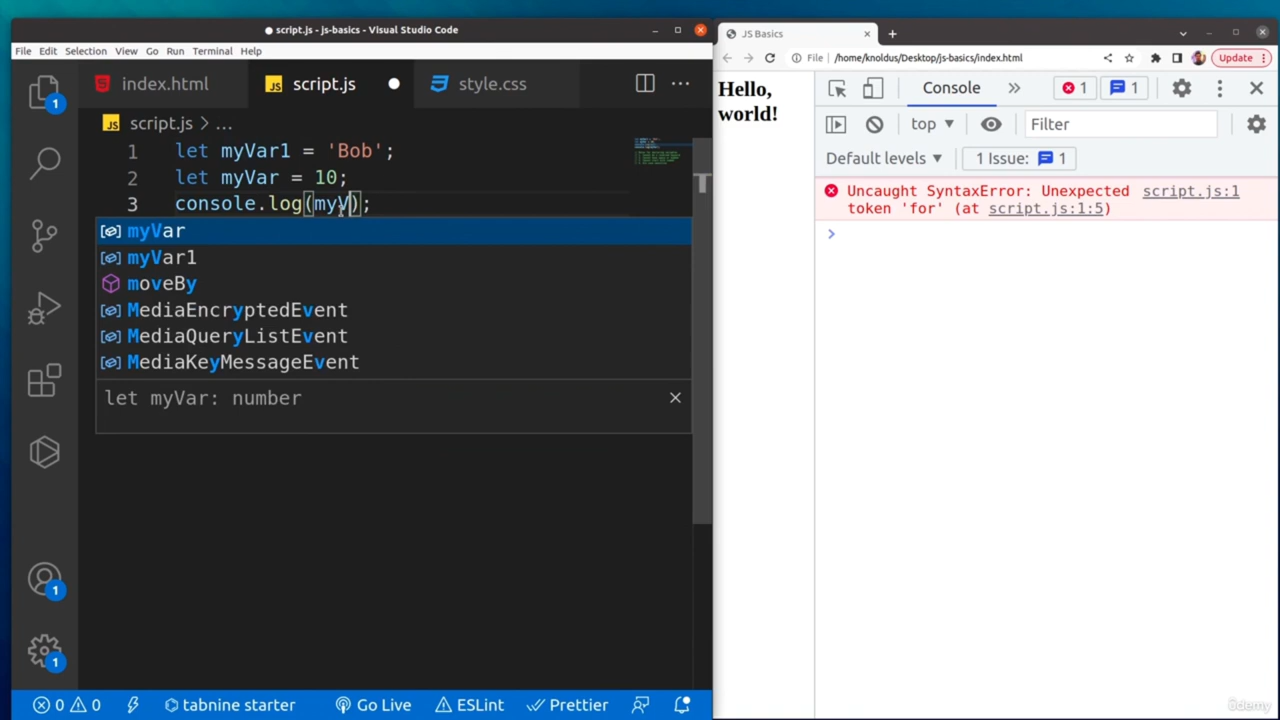 script.js - js-basics - Visual Studio Code
File Edit Selection View Go Run Terminal Help
index.html
script.js
style.css
script.js > ...
1 let myVar1 = 'Bob';
2 let myVar = 10;
3 console.log(myV);
myVar
myVar1
moveBy
MediaEncryptedEvent
MediaQueryListEvent
MediaKeyMessageEvent
let myVar: number
1
1
1
0 0 tabnine starter Go Live ESLint Prettier
JS Basics
File /home/knoldus/Desktop/js-basics/index.html Update
Hello,
world!
Console 1 1
top Filter
Default levels 1 Issue: 1
Uncaught SyntaxError: Unexpected script.js:1
token 'for' (at script.js:1:5)
ûdemy